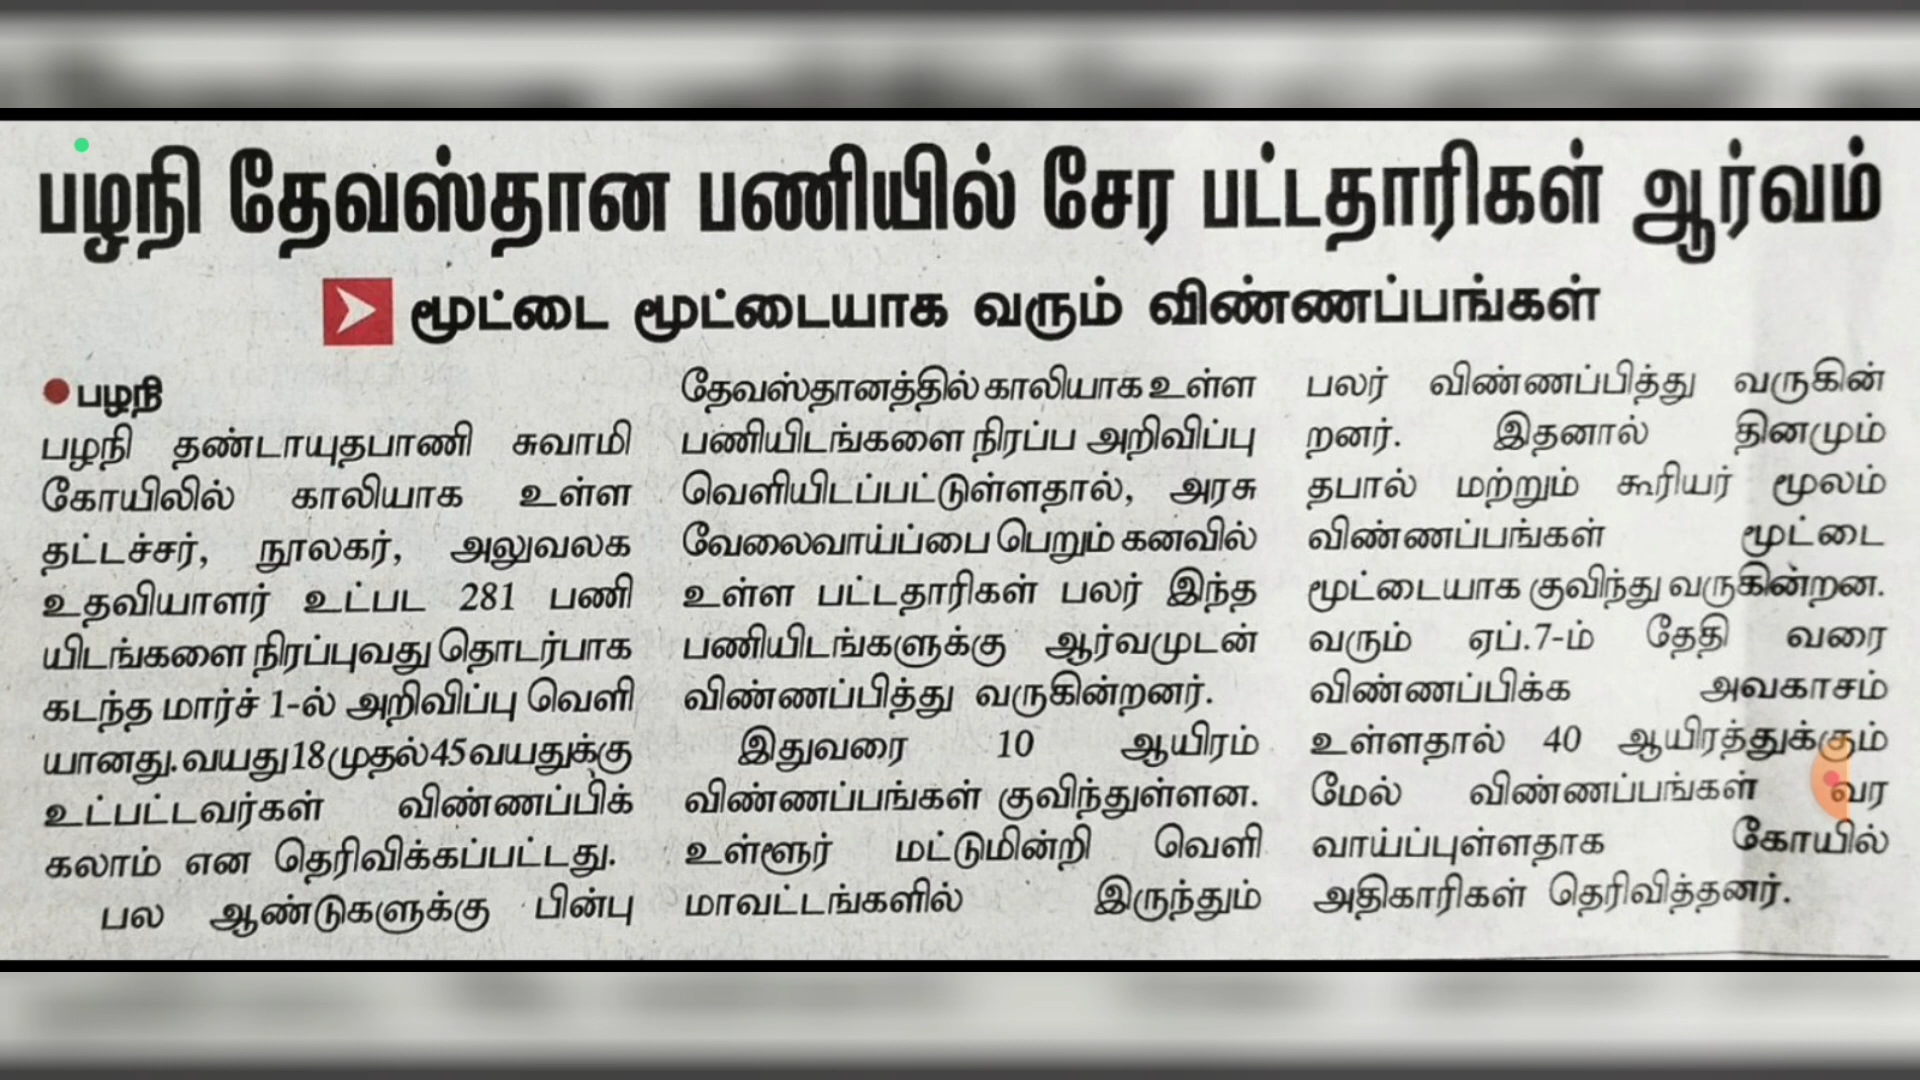 பழநி தேவஸ்தான பணியில் சேர பட்டதாரிகள் ஆர்வம்
மூட்டை மூட்டையாக வரும் விண்ணப்பங்கள்
பழநி
பழநி தண்டாயுதபாணி சுவாமி
கோயிலில் காலியாக உள்ள
தட்டச்சர், நூலகர், அலுவலக
உதவியாளர் உட்பட 281 பணி
யிடங்களை நிரப்புவது தொடர்பாக
கடந்த மார்ச் 1-ல் அறிவிப்பு வெளி
யானது. வயது 18 முதல் 45 வயதுக்கு
உட்பட்டவர்கள் விண்ணப்பிக்
கலாம் என தெரிவிக்கப்பட்டது.
பல ஆண்டுகளுக்கு பின்பு
தேவஸ்தானத்தில் காலியாக உள்ள
பணியிடங்களை நிரப்ப அறிவிப்பு
வெளியிடப்பட்டுள்ளதால், அரசு
வேலைவாய்ப்பை பெறும் கனவில்
உள்ள பட்டதாரிகள் பலர் இந்த
பணியிடங்களுக்கு ஆர்வமுடன்
விண்ணப்பித்து வருகின்றனர்.
இதுவரை 10 ஆயிரம்
விண்ணப்பங்கள் குவிந்துள்ளன.
உள்ளூர் மட்டுமின்றி வெளி
மாவட்டங்களில் இருந்தும்
பலர் விண்ணப்பித்து வருகின்
றனர். இதனால் தினமும்
தபால் மற்றும் கூரியர் மூலம்
விண்ணப்பங்கள் மூட்டை
மூட்டையாக குவிந்து வருகின்றன.
வரும் ஏப்.7-ம் தேதி வரை
விண்ணப்பிக்க அவகாசம்
உள்ளதால் 40 ஆயிரத்துக்கும்
மேல் விண்ணப்பங்கள் வர
வாய்ப்புள்ளதாக கோயில்
அதிகாரிகள் தெரிவித்தனர்.